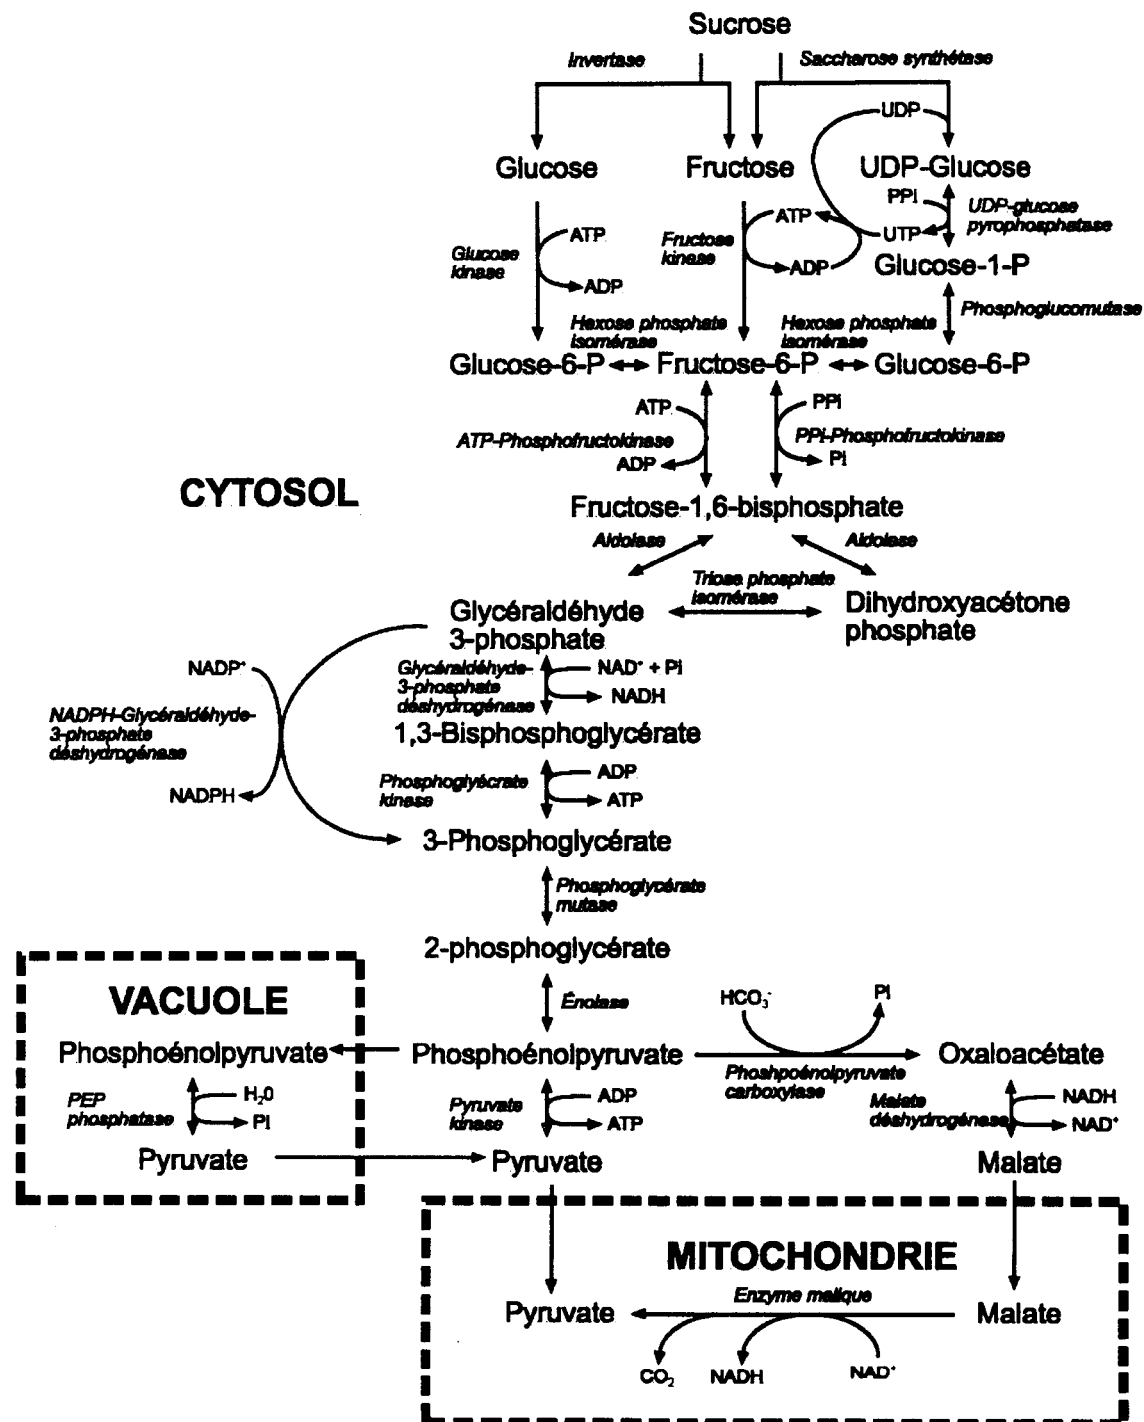 Sucrose
Invertase
Saccharose synthétase
UDP
Glucose
Fructose
UDP-Glucose
PPi
UDP-glucose
pyrophosphatase
ATP
UTP
Glucose
kinase
ATP
ADP
Fructose
kinase
ADP
Glucose-1-P
Phosphoglucomutase
Hexose phosphate
isomérase
Hexose phosphate
isomérase
Glucose-6-P
Fructose-6-P
Glucose-6-P
ATP
PPi
ATP-Phosphofructokinase
PPi-Phosphofructokinase
ADP
Pi
CYTOSOL
Fructose-1,6-bisphosphate
Aldolase
Aldolase
Triose phosphate
isomérase
Glycéraldéhyde
3-phosphate
Dihydroxyacétone
phosphate
NADP⁺
Glycéraldéhyde-
3-phosphate
déshydrogénase
NAD⁺ + Pi
NADH
NADPH-Glycéraldéhyde-
3-phosphate
déshydrogénase
1,3-Bisphosphoglycérate
NADPH
Phosphoglyécrate
kinase
ADP
ATP
3-Phosphoglycérate
Phosphoglycérate
mutase
2-phosphoglycérate
VACUOLE
Énolase
HCO₃⁻
Pi
Phosphoénolpyruvate
Phosphoénolpyruvate
Oxaloacétate
Phoshpoénolpyruvate
carboxylase
PEP
phosphatase
H₂0
Pi
Pyruvate
kinase
ADP
ATP
Malate
déshydrogénase
NADH
NAD⁺
Pyruvate
Pyruvate
Malate
MITOCHONDRIE
Enzyme malique
Pyruvate
Malate
CO₂
NADH
NAD⁺